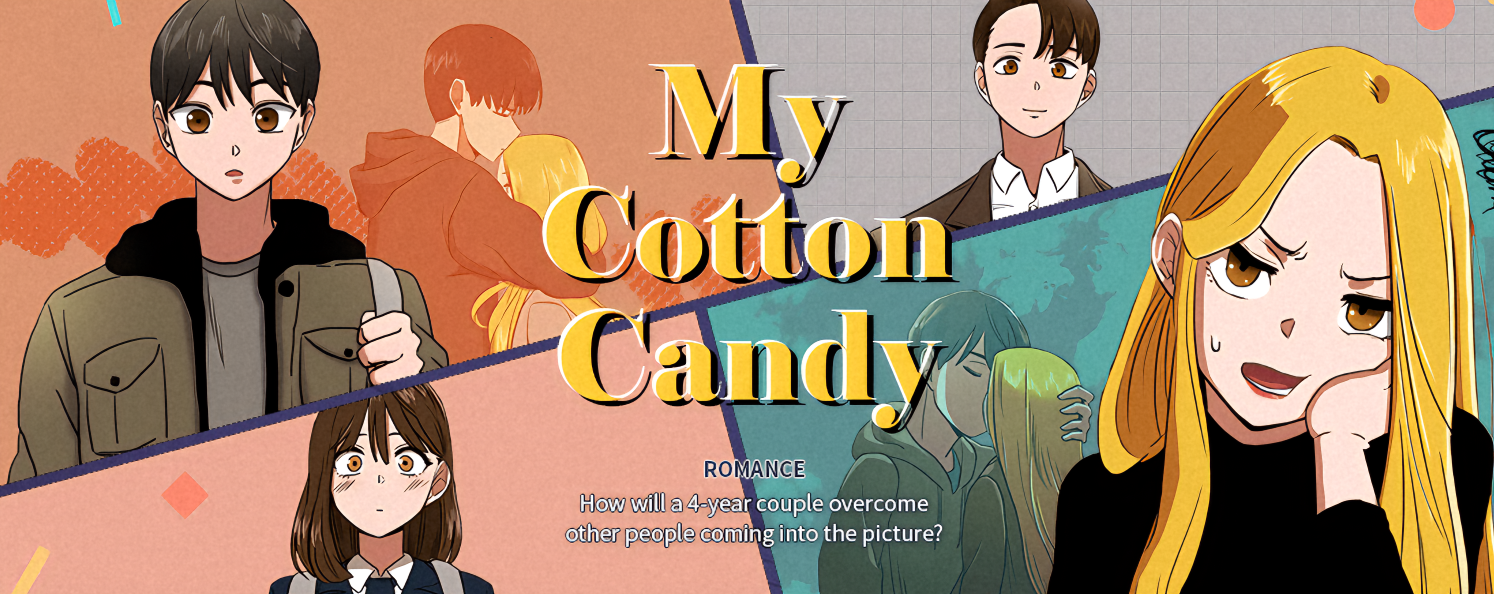 My
Cotton
Candy
ROMANCE
How will a 4-year couple overcome
other people coming into the picture?